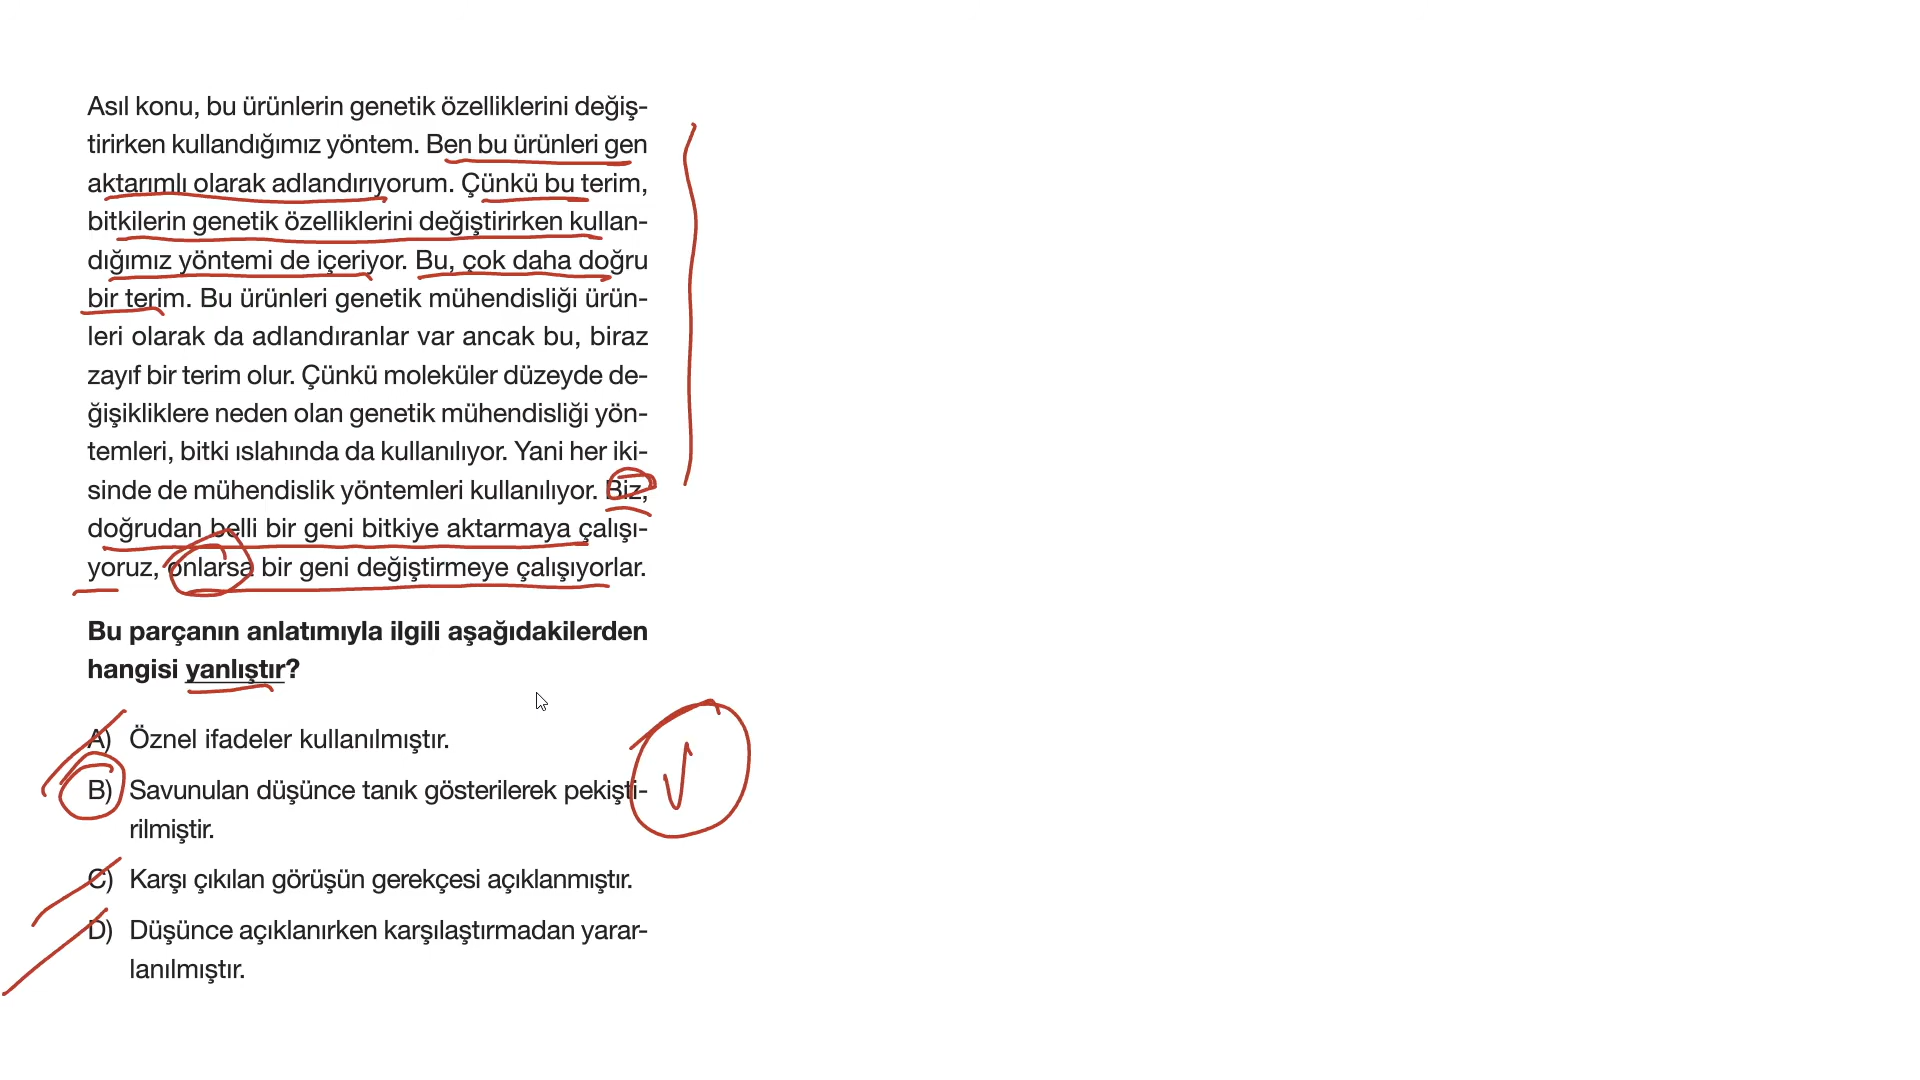 Asıl konu, bu ürünlerin genetik özelliklerini değiş-
tirirken kullandığımız yöntem. Ben bu ürünleri gen
aktarımlı olarak adlandırıyorum. Çünkü bu terim,
bitkilerin genetik özelliklerini değiştirirken kullan-
dığımız yöntemi de içeriyor. Bu, çok daha doğru
bir terim. Bu ürünleri genetik mühendisliği ürün-
leri olarak da adlandıranlar var ancak bu, biraz
zayıf bir terim olur. Çünkü moleküler düzeyde de-
ğişikliklere neden olan genetik mühendisliği yön-
temleri, bitki ıslahında da kullanılıyor. Yani her iki-
sinde de mühendislik yöntemleri kullanılıyor. Biz,
doğrudan belli bir geni bitkiye aktarmaya çalışı-
yoruz, onlarsa bir geni değiştirmeye çalışıyorlar.
Bu parçanın anlatımıyla ilgili aşağıdakilerden
hangisi yanlıştır?
A) Öznel ifadeler kullanılmıştır.
B) Savunulan düşünce tanık gösterilerek pekişti-
rilmiştir.
C) Karşı çıkılan görüşün gerekçesi açıklanmıştır.
D) Düşünce açıklanırken karşılaştırmadan yarar-
lanılmıştır.